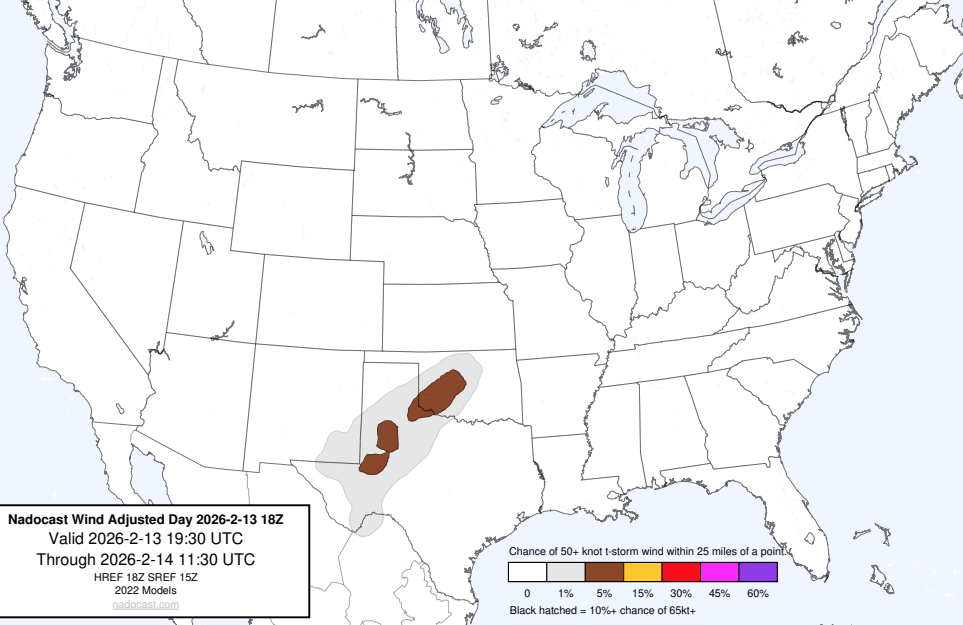 Nadocast Wind Adjusted Day 2026-2-13 18Z
Valid 2026-2-13 19:30 UTC
Through 2026-2-14 11:30 UTC
HREF 18Z SREF 15Z
2022 Models
nadocast.com
Chance of 50+ knot t-storm wind within 25 miles of a point.
0 1% 5% 15% 30% 45% 60%
Black hatched = 10%+ chance of 65kt+